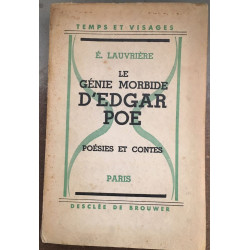 TEMPS ET VISAGES
É. LAUVRIÈRE
LE
GÉNIE MORBIDE
D'EDGAR
POE
POÉSIES ET CONTES
PARIS
DESCLÉE DE BROUWER